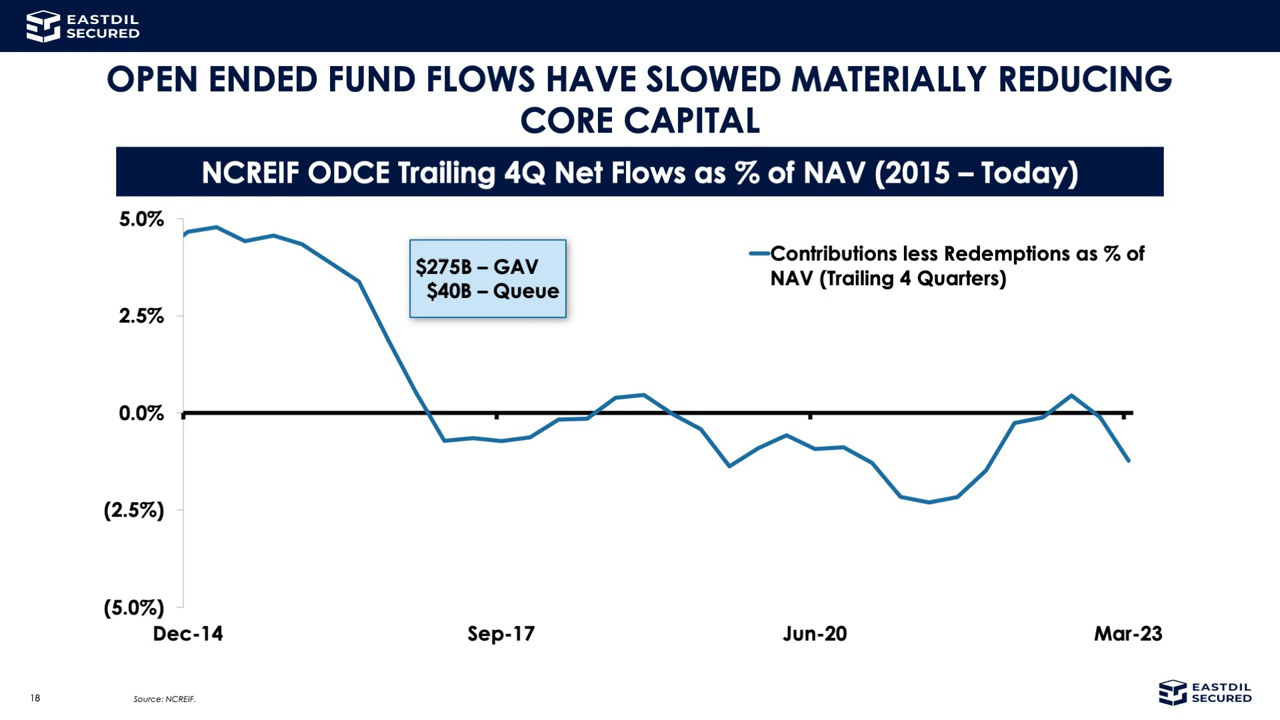 EASTDIL
SECURED
OPEN ENDED FUND FLOWS HAVE SLOWED MATERIALLY REDUCING
CORE CAPITAL
NCREIF ODCE Trailing 4Q Net Flows as % of NAV (2015 – Today)
5.0%
2.5%
0.0%
(2.5%)
(5.0%)
$275B – GAV
$40B – Queue
Contributions less Redemptions as % of
NAV (Trailing 4 Quarters)
Dec-14
Sep-17
Jun-20
Mar-23
18
Source: NCREIF.
EASTDIL
SECURED